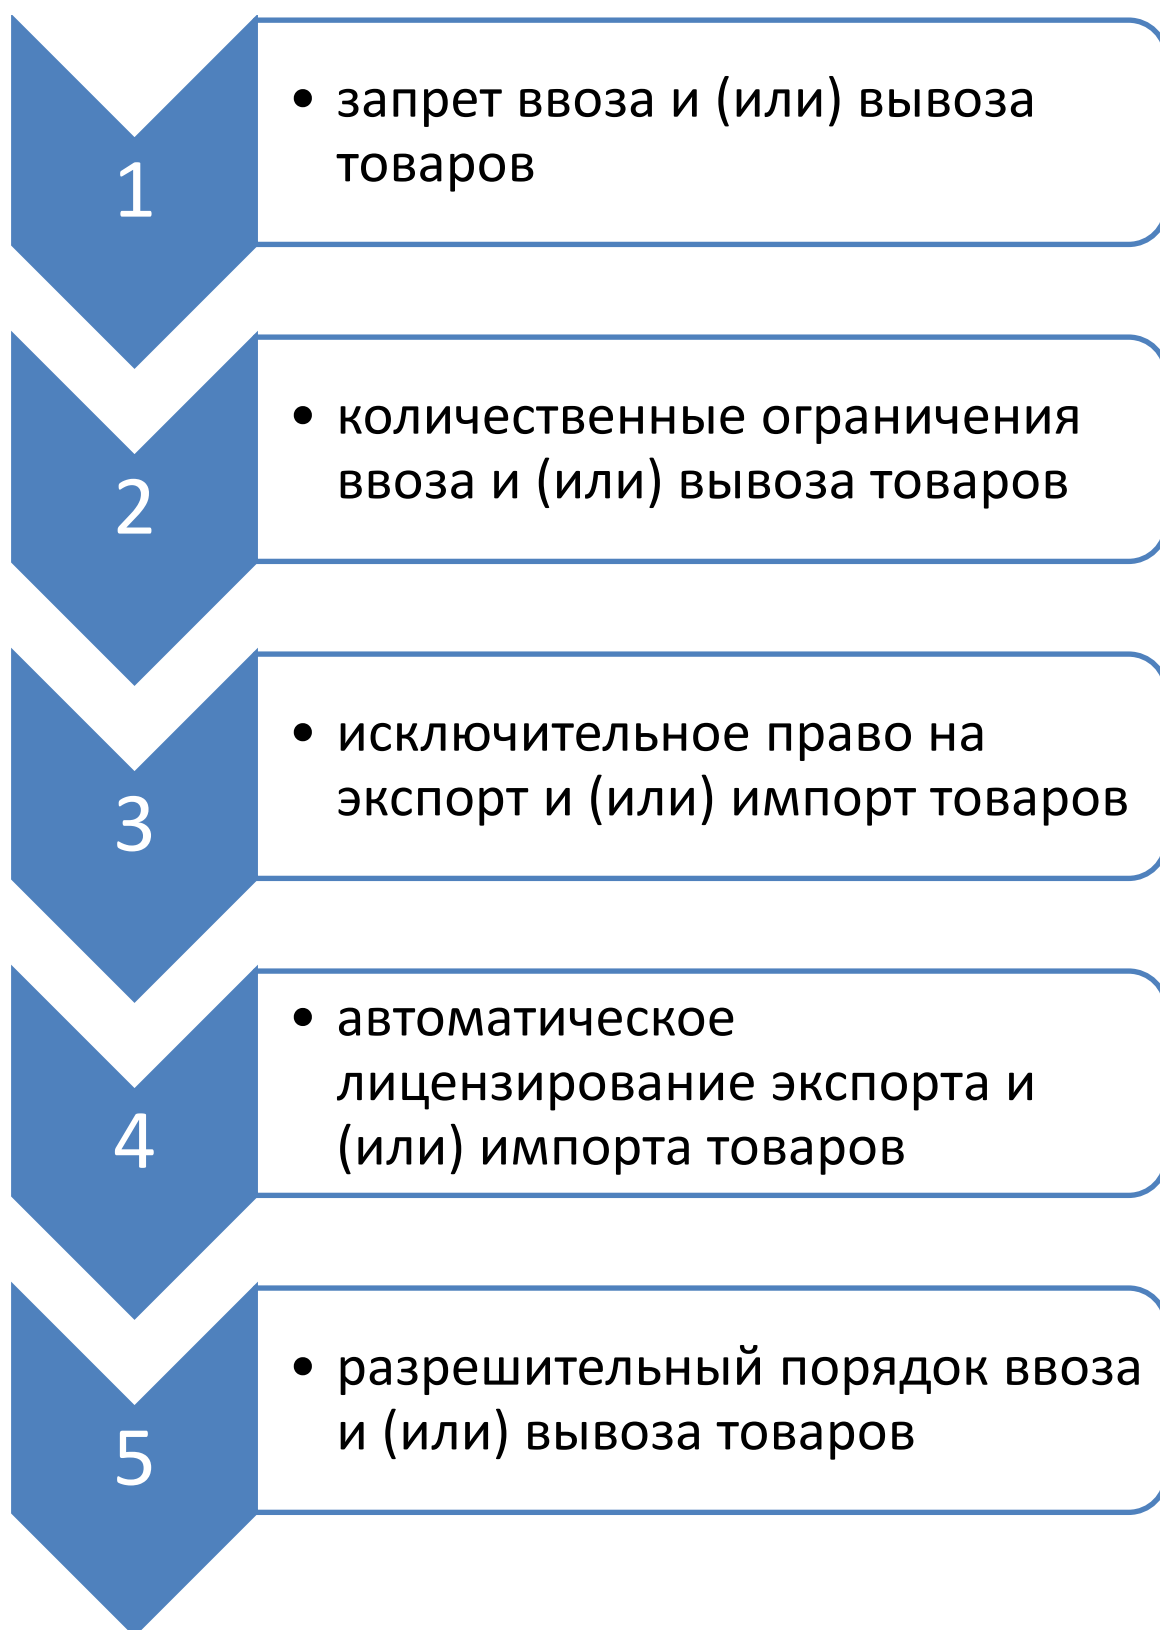 1
• запрет ввоза и (или) вывоза
товаров
2
• количественные ограничения
ввоза и (или) вывоза товаров
3
• исключительное право на
экспорт и (или) импорт товаров
4
• автоматическое
лицензирование экспорта и
(или) импорта товаров
5
• разрешительный порядок ввоза
и (или) вывоза товаров